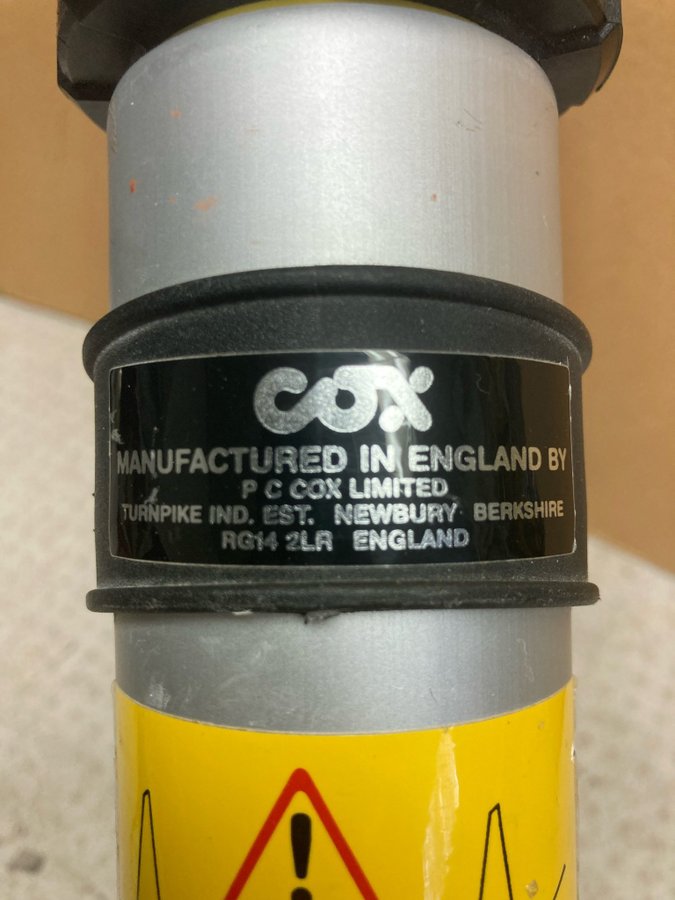 COX
MANUFACTURED IN ENGLAND BY
P C COX LIMITED
TURNPIKE IND. EST. NEWBURY BERKSHIRE
RG14 2LR ENGLAND